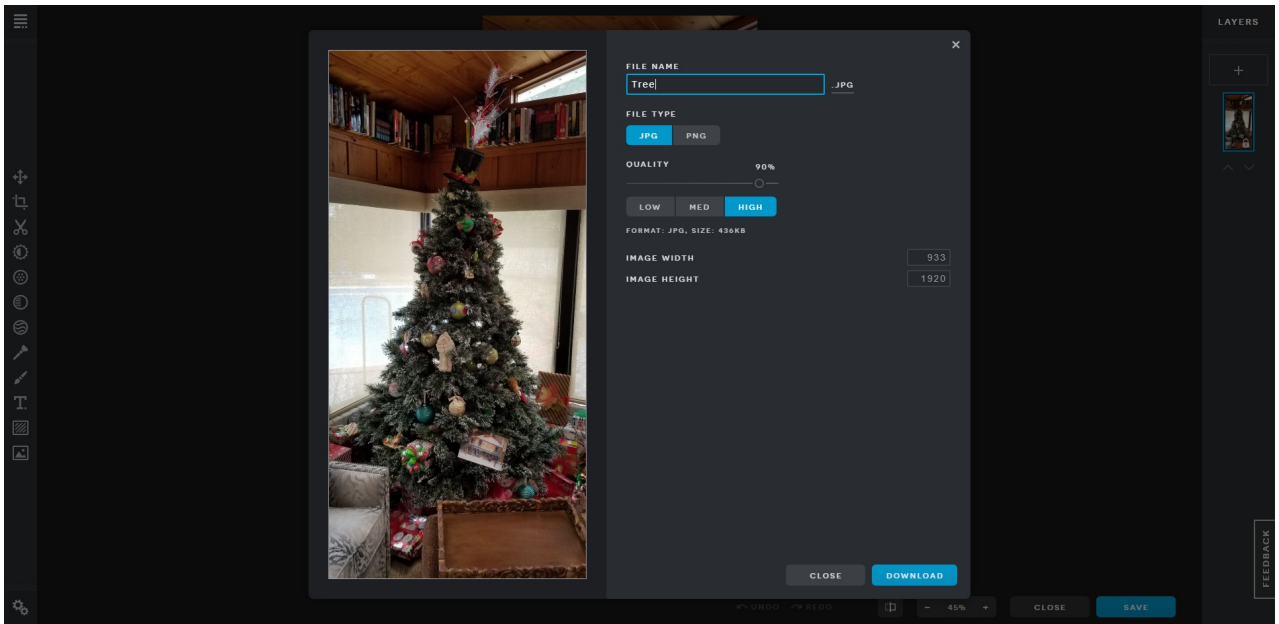 LAYERS
FILE NAME
Tree .JPG
FILE TYPE
JPG PNG
QUALITY 90%
LOW MED HIGH
FORMAT: JPG, SIZE: 436KB
IMAGE WIDTH 933
IMAGE HEIGHT 1920
CLOSE DOWNLOAD
FEEDBACK
UNDO REDO 45% CLOSE SAVE